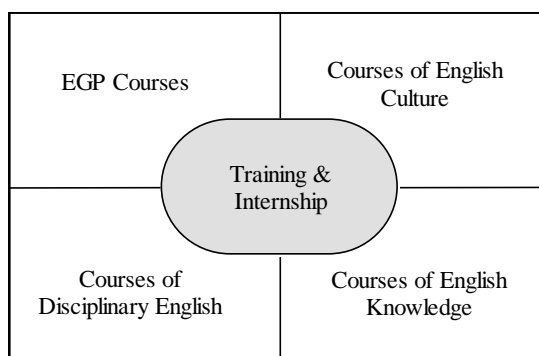 EGP Courses
Courses of English
Culture
Training &
Internship
Courses of
Disciplinary English
Courses of English
Knowledge